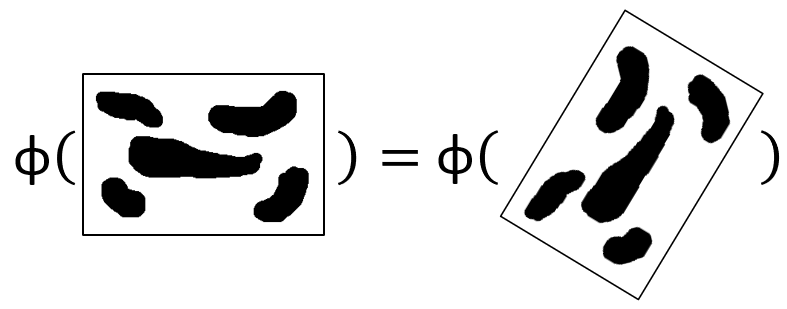 ϕ( ) = ϕ( )